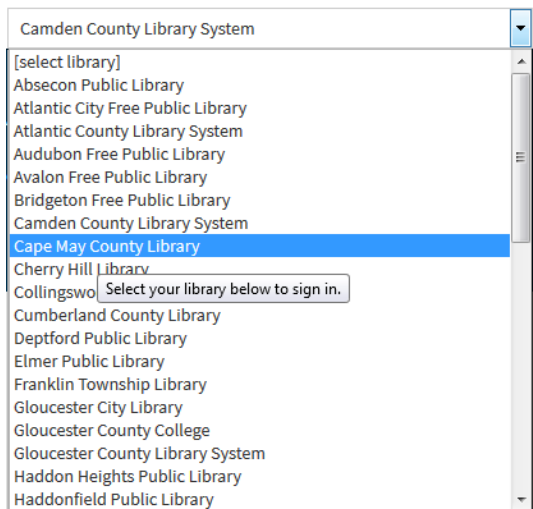 Camden County Library System
[select library]
Absecon Public Library
Atlantic City Free Public Library
Atlantic County Library System
Audubon Free Public Library
Avalon Free Public Library
Bridgeton Free Public Library
Camden County Library System
Cape May County Library
Cherry Hill Library
Select your library below to sign in.
Cumberland County Library
Deptford Public Library
Elmer Public Library
Franklin Township Library
Gloucester City Library
Gloucester County College
Gloucester County Library System
Haddon Heights Public Library
Haddonfield Public Library